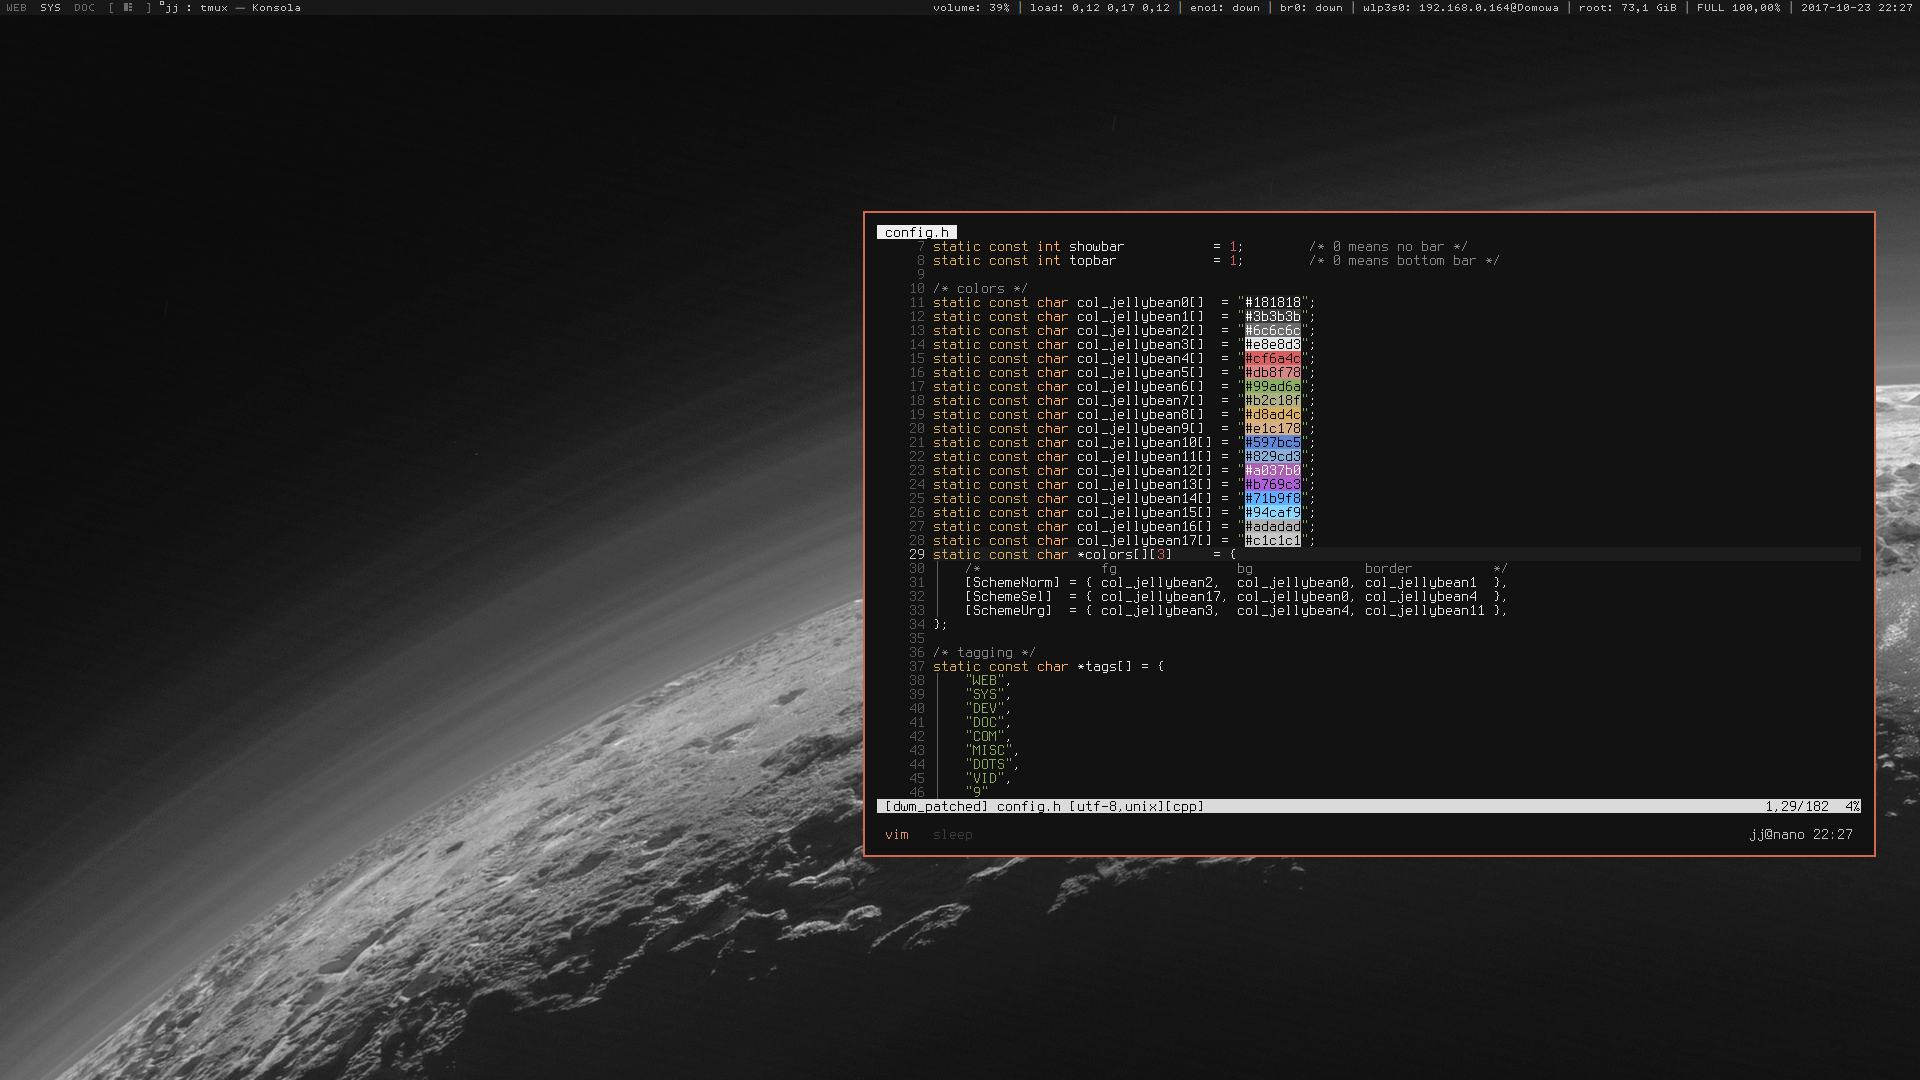 WEB SYS DOC [ ] jj : tmux — Konsola
volume: 39% | load: 0,12 0,17 0,12 | eno1: down | br0: down | wlp3s0: 192.168.0.164@Domowa | root: 73,1 GiB | FULL 100,00% | 2017-10-23 22:27
config.h
7 static const int showbar = 1; /* 0 means no bar */
8 static const int topbar = 1; /* 0 means bottom bar */
9
10 /* colors */
11 static const char col_jellybean0[] = "#181818";
12 static const char col_jellybean1[] = "#3b3b3b";
13 static const char col_jellybean2[] = "#6c6c6c";
14 static const char col_jellybean3[] = "#e8e8d3";
15 static const char col_jellybean4[] = "#cf6a4c";
16 static const char col_jellybean5[] = "#db8f78";
17 static const char col_jellybean6[] = "#99ad6a";
18 static const char col_jellybean7[] = "#b2c18f";
19 static const char col_jellybean8[] = "#d8ad4c";
20 static const char col_jellybean9[] = "#e1c178";
21 static const char col_jellybean10[] = "#597bc5";
22 static const char col_jellybean11[] = "#829cd3";
23 static const char col_jellybean12[] = "#a037b0";
24 static const char col_jellybean13[] = "#b769c3";
25 static const char col_jellybean14[] = "#71b9f8";
26 static const char col_jellybean15[] = "#94caf9";
27 static const char col_jellybean16[] = "#adadad";
28 static const char col_jellybean17[] = "#c1c1c1";
29 static const char *colors[][3] = {
30 /* fg bg border */
31 [SchemeNorm] = { col_jellybean2, col_jellybean0, col_jellybean1 },
32 [SchemeSel] = { col_jellybean17, col_jellybean0, col_jellybean4 },
33 [SchemeUrg] = { col_jellybean3, col_jellybean4, col_jellybean11 },
34 };
35
36 /* tagging */
37 static const char *tags[] = {
38 "WEB",
39 "SYS",
40 "DEV",
41 "DOC",
42 "COM",
43 "MISC",
44 "DOTS",
45 "VID",
46 "9"
[dwm_patched] config.h [utf-8,unix][cpp] 1,29/182 4%
vim sleep jj@nano 22:27